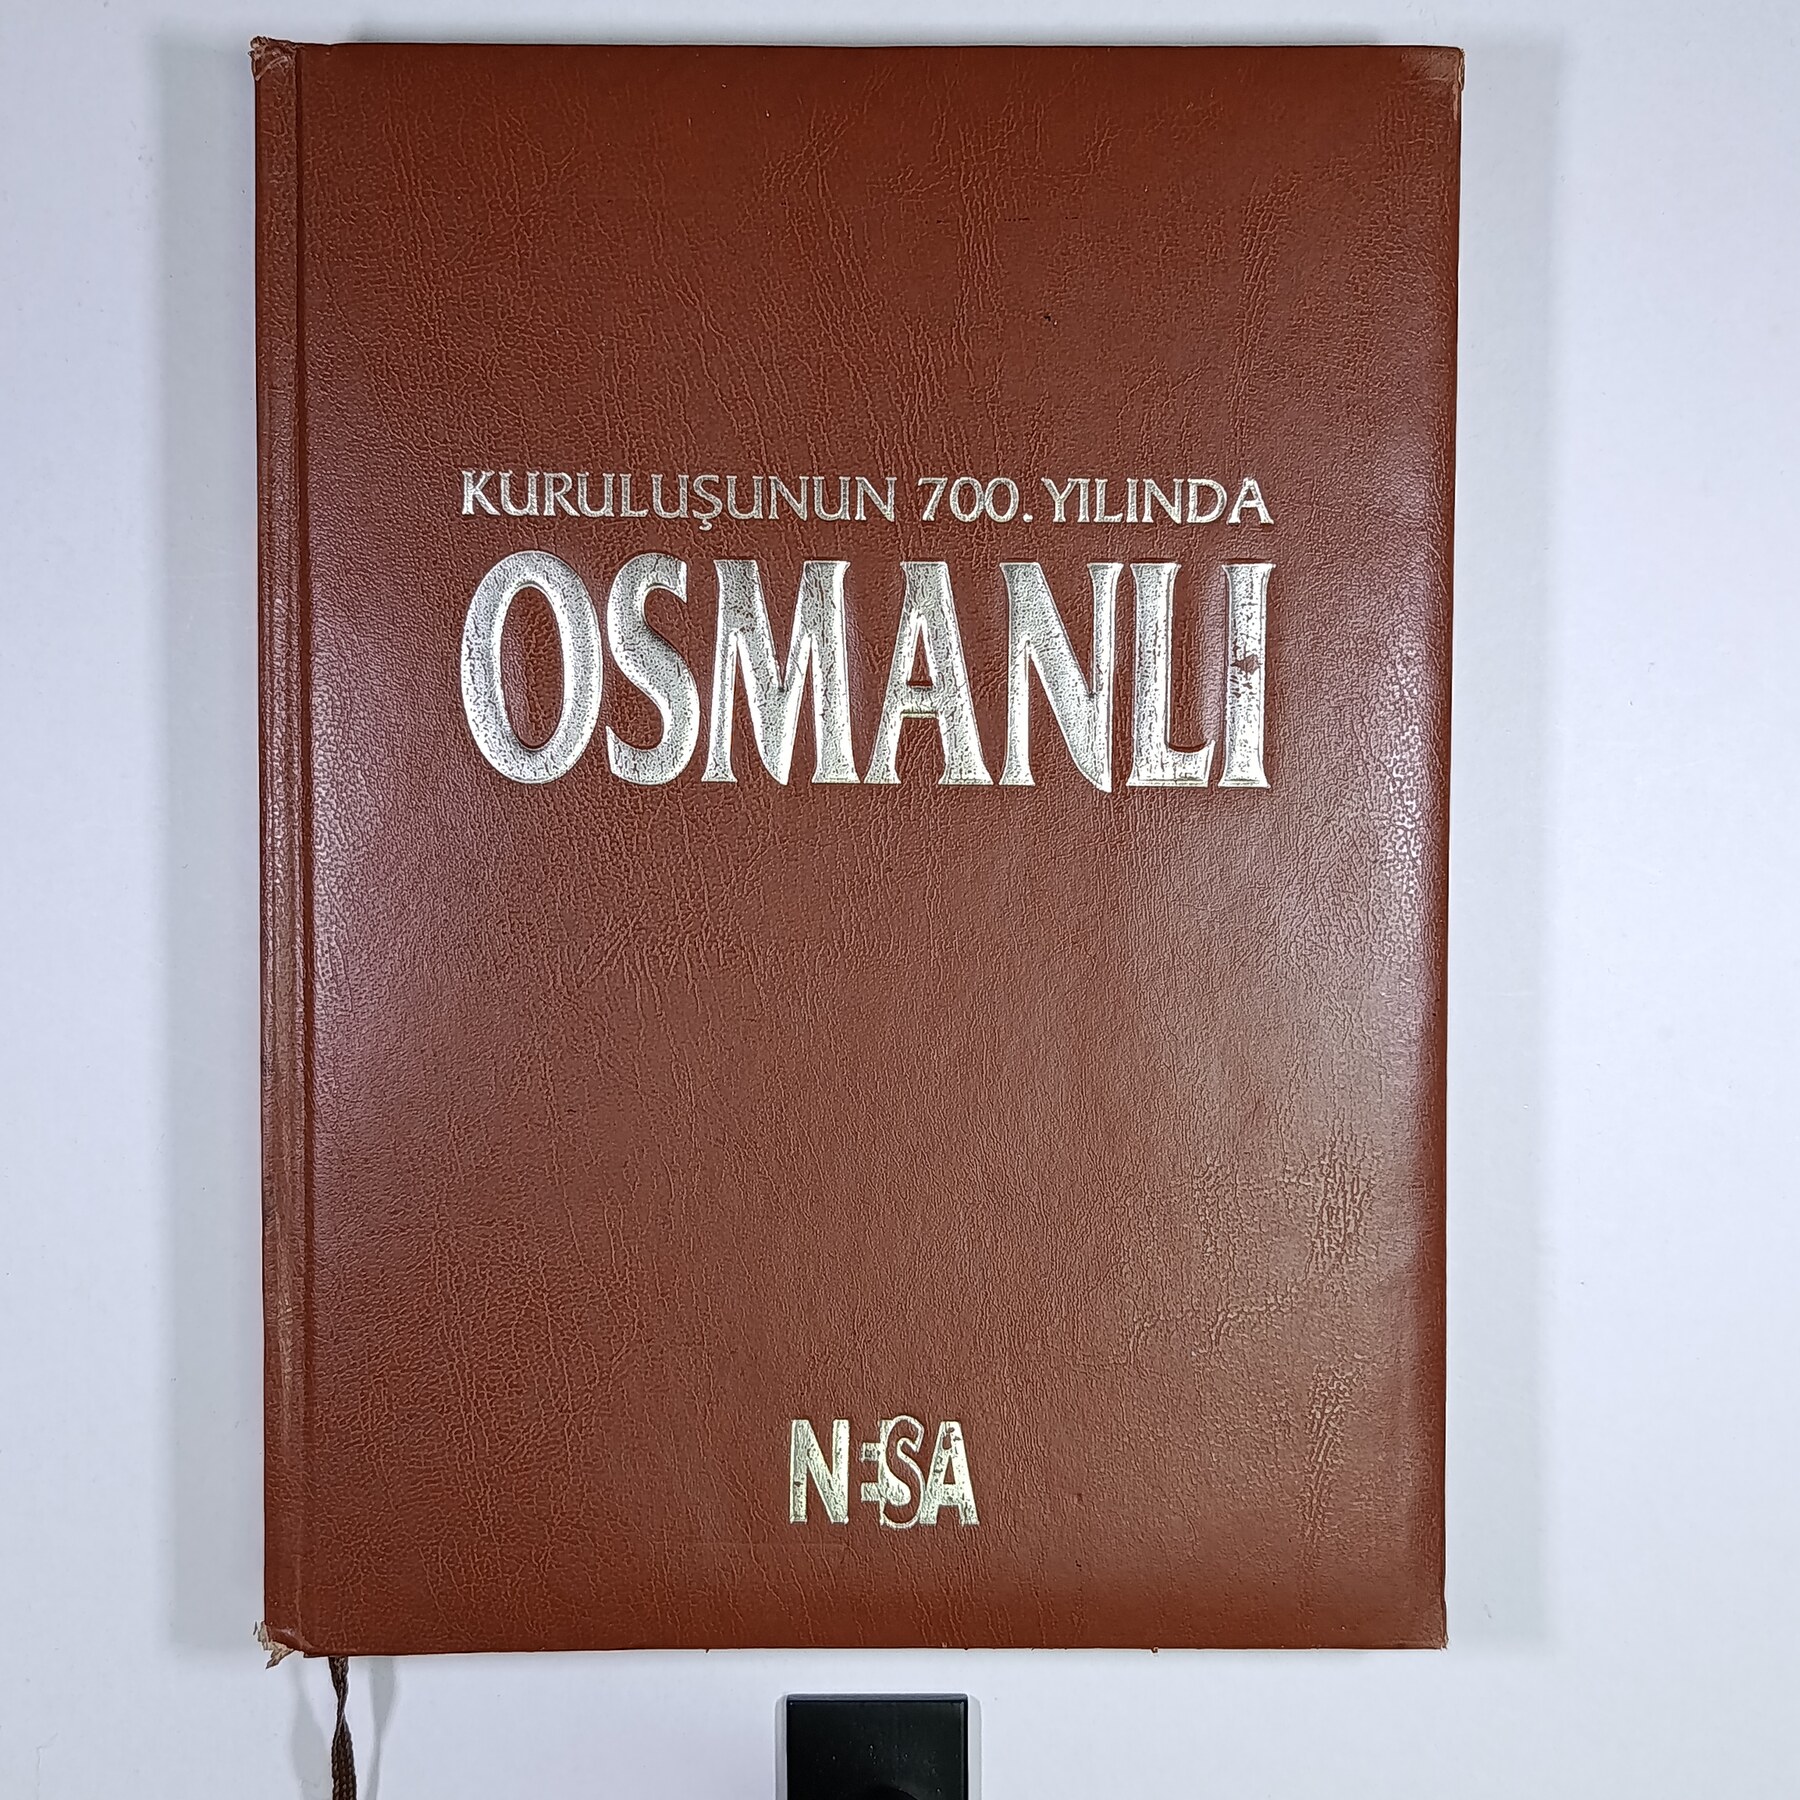 KURULUŞUNUN 700. YILINDA
OSMANLI
NESA